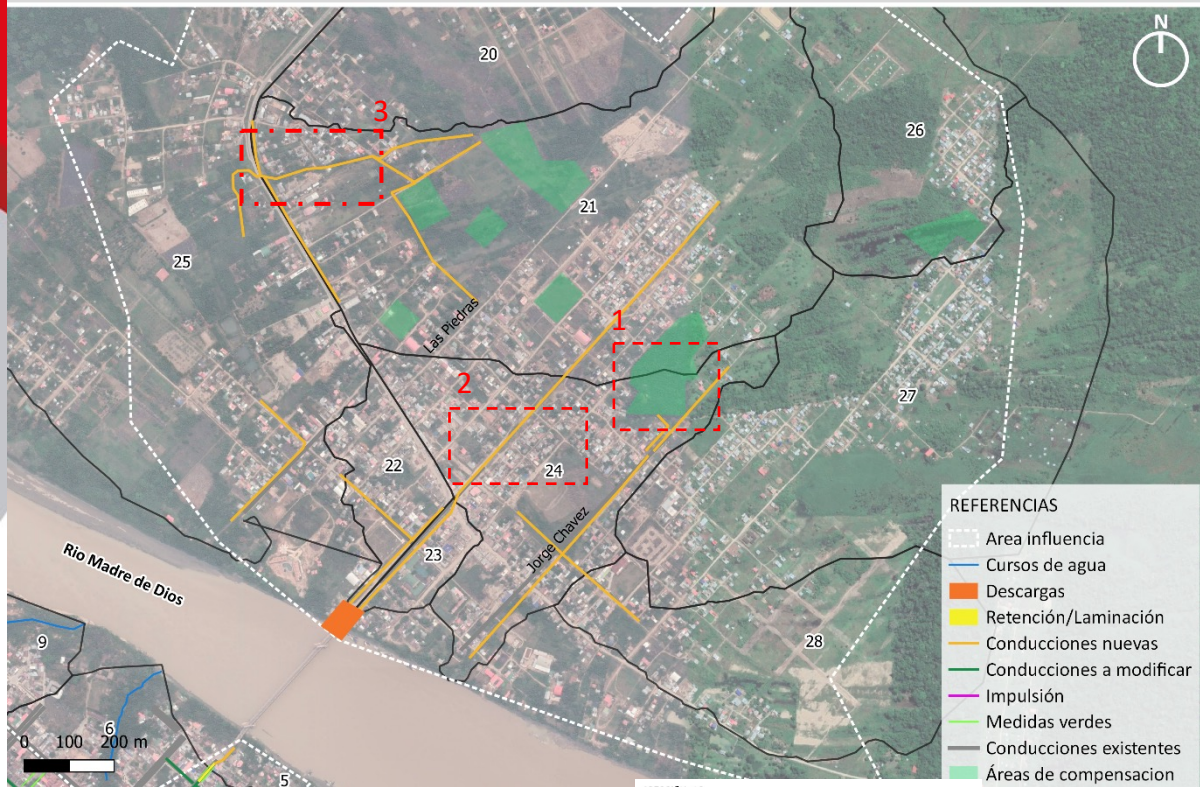 N
20
3
26
21
25
Las Piedras
1
2
27
22
24
23
Jorge Chavez
Rio Madre de Dios
28
9
6
5
0 100 200 m
REFERENCIAS
Area influencia
Cursos de agua
Descargas
Retención/Laminación
Conducciones nuevas
Conducciones a modificar
Impulsión
Medidas verdes
Conducciones existentes
Áreas de compensacion